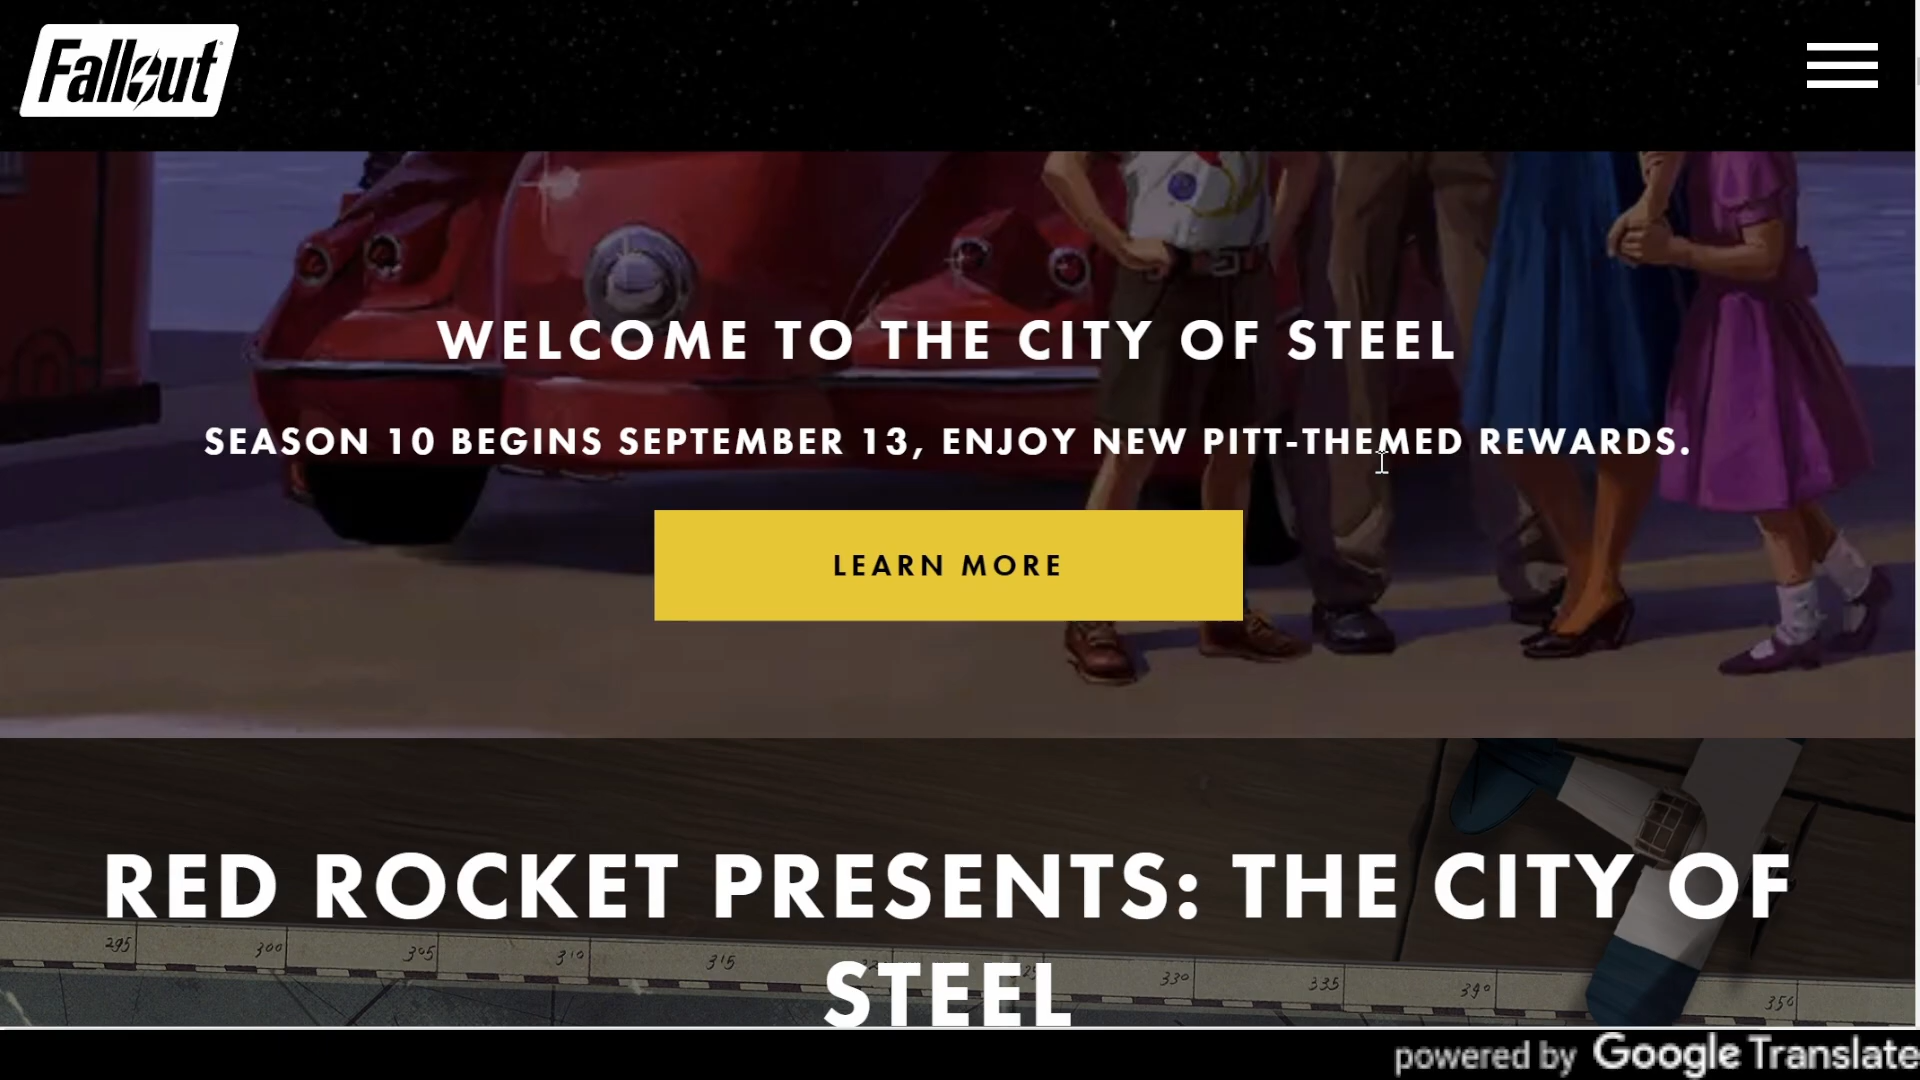 Fallout
WELCOME TO THE CITY OF STEEL
SEASON 10 BEGINS SEPTEMBER 13, ENJOY NEW PITT-THEMED REWARDS.
LEARN MORE
RED ROCKET PRESENTS: THE CITY OF
STEEL
295 300 305 310 315 330 335 350
powered by Google Translate